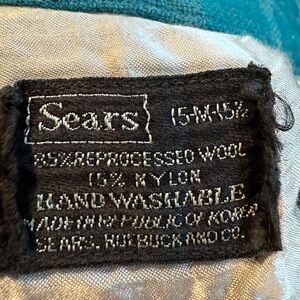 Sears 15-M-15½
85% REPROCESSED WOOL
15% NYLON
HAND WASHABLE
MADE IN REPUBLIC OF KOREA
SEARS, ROEBUCK AND CO.